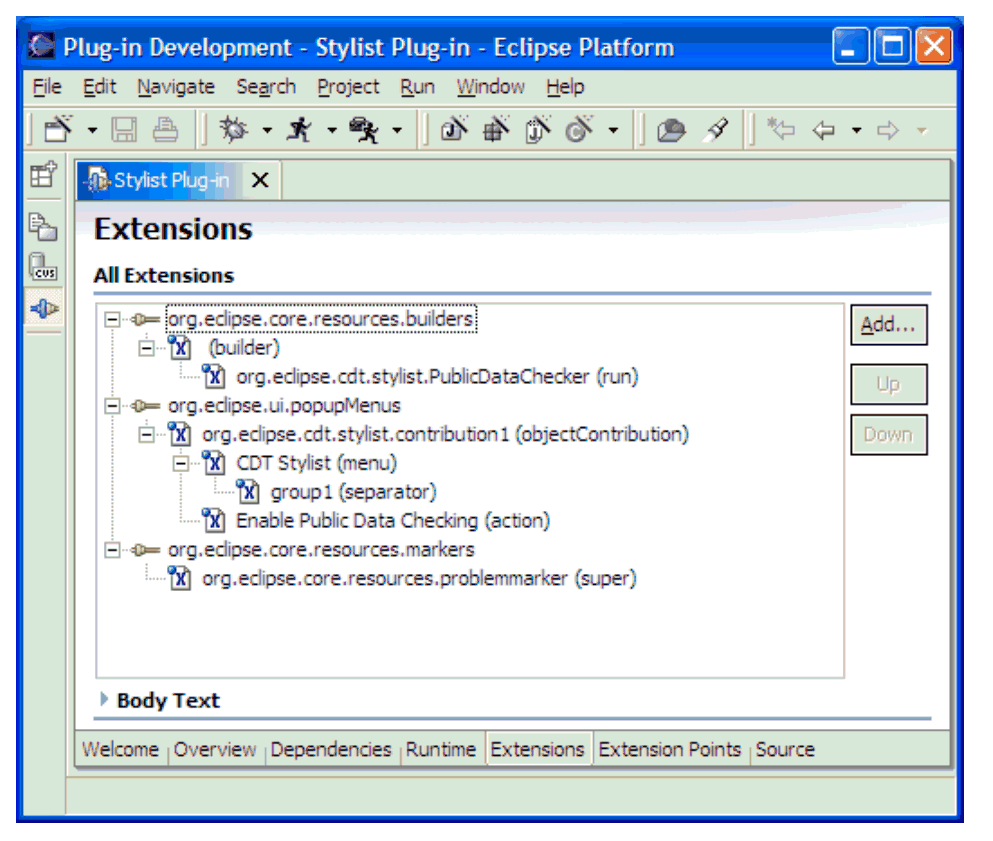 Plug-in Development - Stylist Plug-in - Eclipse Platform
File Edit Navigate Search Project Run Window Help
Stylist Plug-in
Extensions
CVS
All Extensions
org.eclipse.core.resources.builders
Add...
(builder)
org.eclipse.cdt.stylist.PublicDataChecker (run)
Up
org.eclipse.ui.popupMenus
org.eclipse.cdt.stylist.contribution1 (objectContribution)
Down
CDT Stylist (menu)
group1 (separator)
Enable Public Data Checking (action)
org.eclipse.core.resources.markers
org.eclipse.core.resources.problemmarker (super)
Body Text
Welcome Overview Dependencies Runtime Extensions Extension Points Source